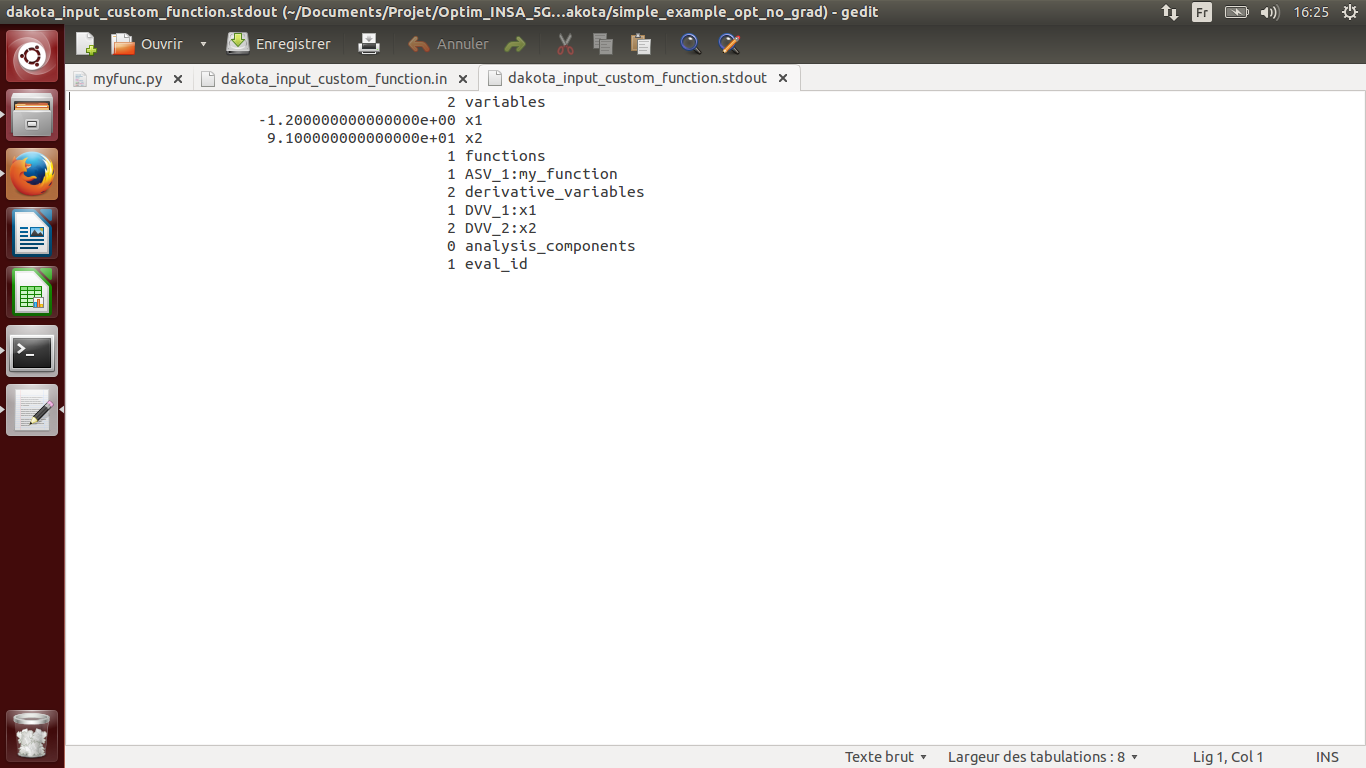 dakota_input_custom_function.stdout (~/Documents/Projet/Optim_INSA_5G...akota/simple_example_opt_no_grad) - gedit
Fr
16:25
Ouvrir
Enregistrer
Annuler
myfunc.py
dakota_input_custom_function.in
dakota_input_custom_function.stdout
2 variables
-1.200000000000000e+00 x1
9.100000000000000e+01 x2
1 functions
1 ASV_1:my_function
2 derivative_variables
1 DVV_1:x1
2 DVV_2:x2
0 analysis_components
1 eval_id
Texte brut
Largeur des tabulations : 8
Lig 1, Col 1
INS